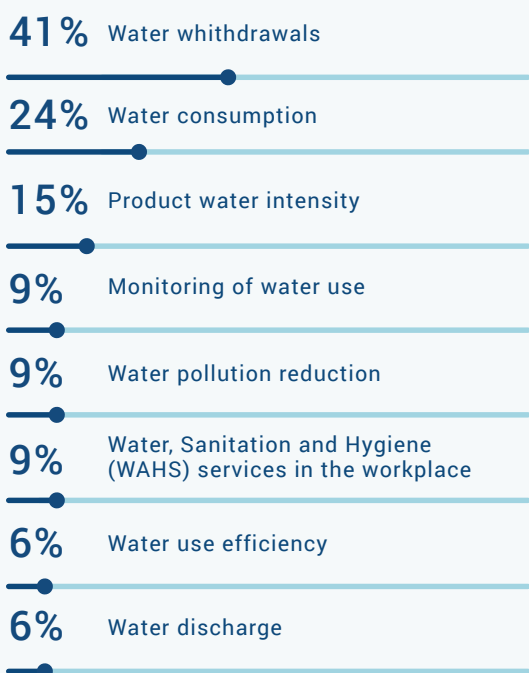 41% Water whithdrawals
24% Water consumption
15% Product water intensity
9% Monitoring of water use
9% Water pollution reduction
9% Water, Sanitation and Hygiene
(WAHS) services in the workplace
6% Water use efficiency
6% Water discharge